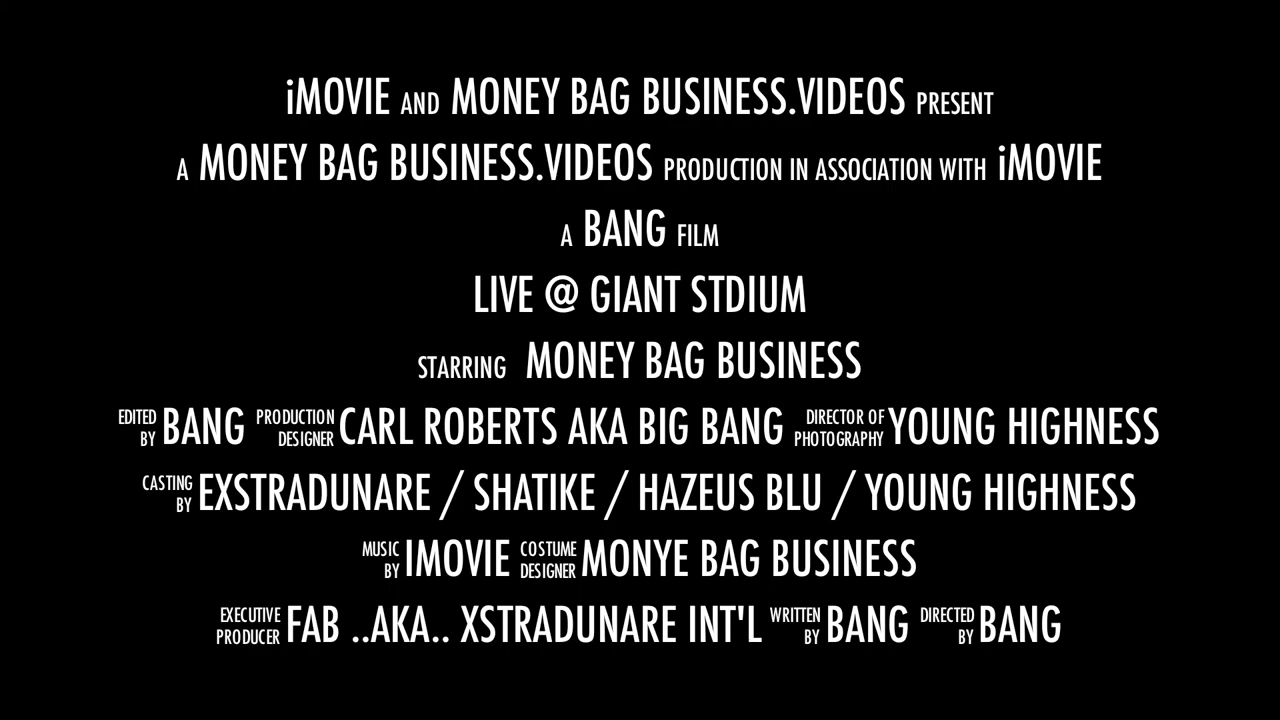 iMOVIE AND MONEY BAG BUSINESS.VIDEOS PRESENT
A MONEY BAG BUSINESS.VIDEOS PRODUCTION IN ASSOCIATION WITH iMOVIE
A BANG FILM
LIVE @ GIANT STDIUM
STARRING MONEY BAG BUSINESS
EDITED BY BANG PRODUCTION DESIGNER CARL ROBERTS AKA BIG BANG DIRECTOR OF PHOTOGRAPHY YOUNG HIGHNESS
CASTING BY EXSTRADUNARE / SHATIKE / HAZEUS BLU / YOUNG HIGHNESS
MUSIC BY IMOVIE COSTUME DESIGNER MONYE BAG BUSINESS
EXECUTIVE PRODUCER FAB ..AKA.. XSTRADUNARE INT'L WRITTEN BY BANG DIRECTED BY BANG